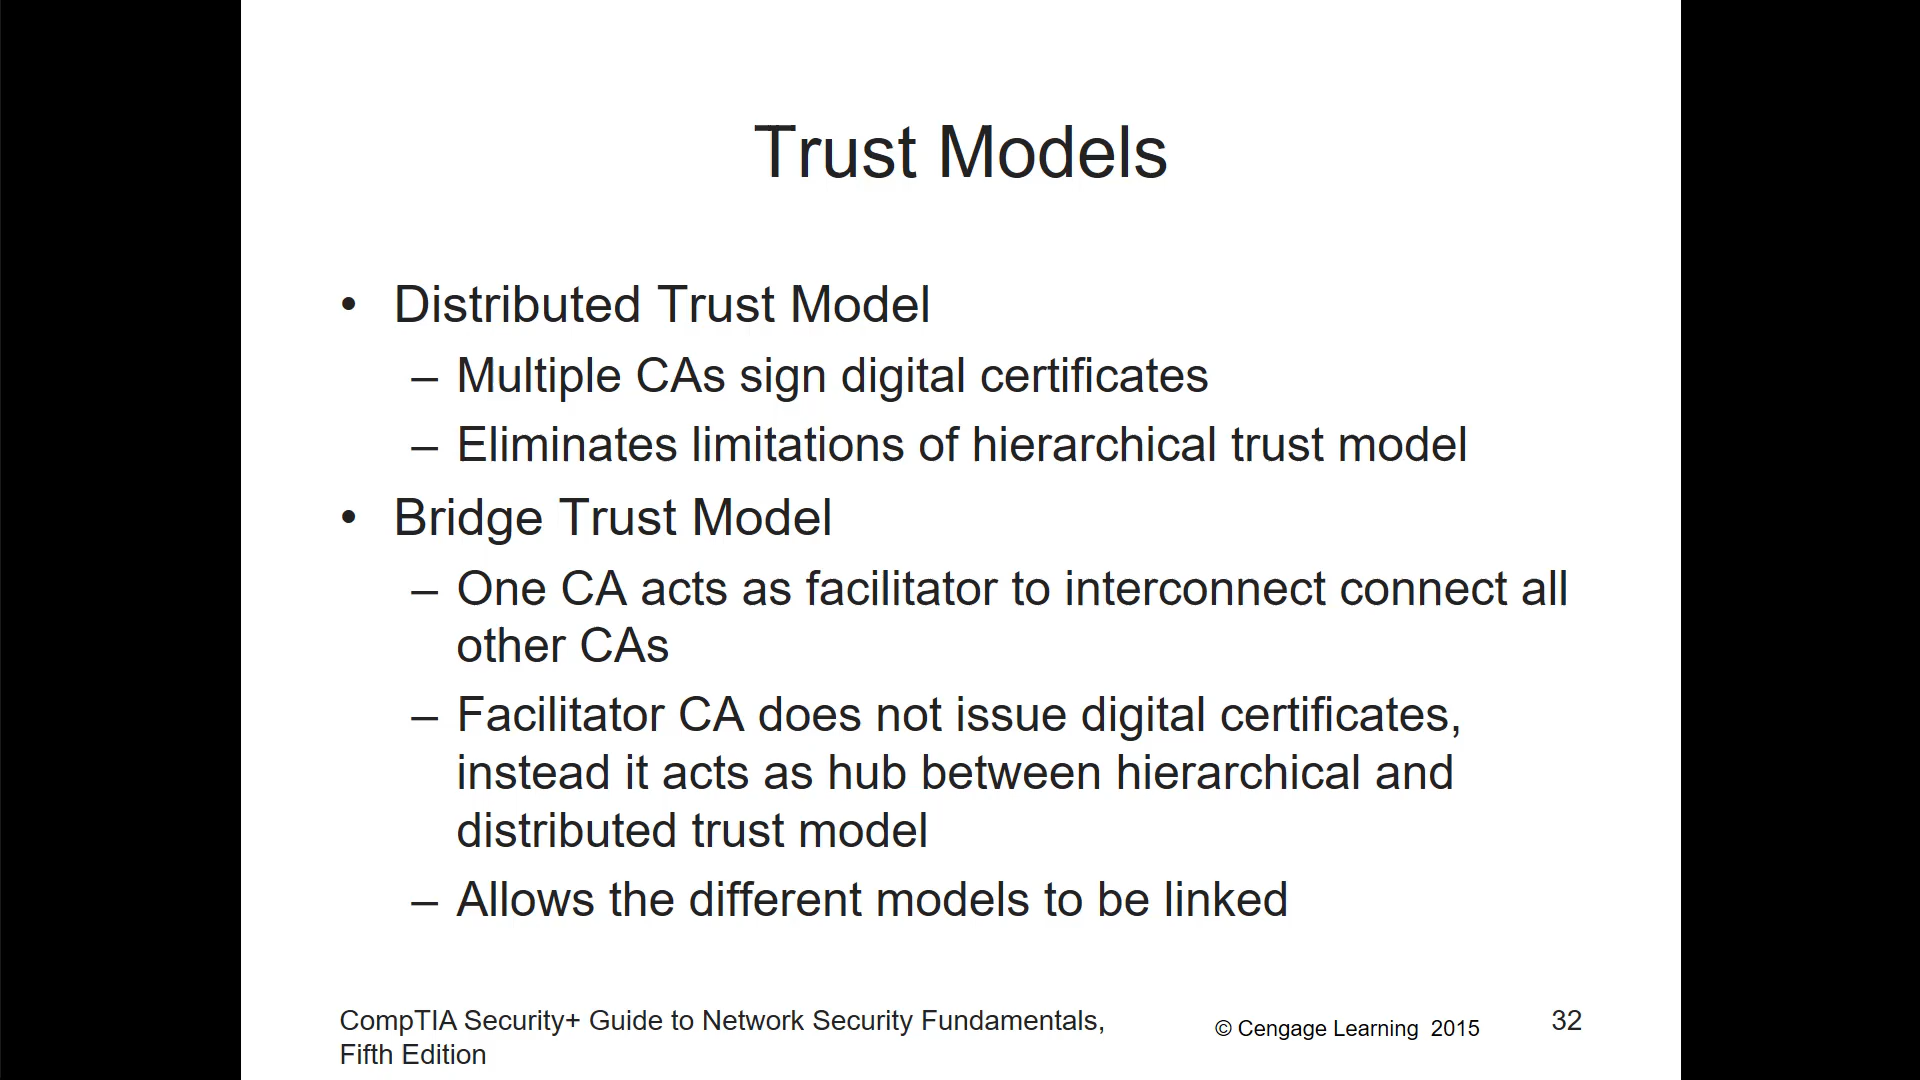 Trust Models
• Distributed Trust Model
– Multiple CAs sign digital certificates
– Eliminates limitations of hierarchical trust model
• Bridge Trust Model
– One CA acts as facilitator to interconnect connect all
other CAs
– Facilitator CA does not issue digital certificates,
instead it acts as hub between hierarchical and
distributed trust model
– Allows the different models to be linked
CompTIA Security+ Guide to Network Security Fundamentals,
Fifth Edition
© Cengage Learning 2015
32